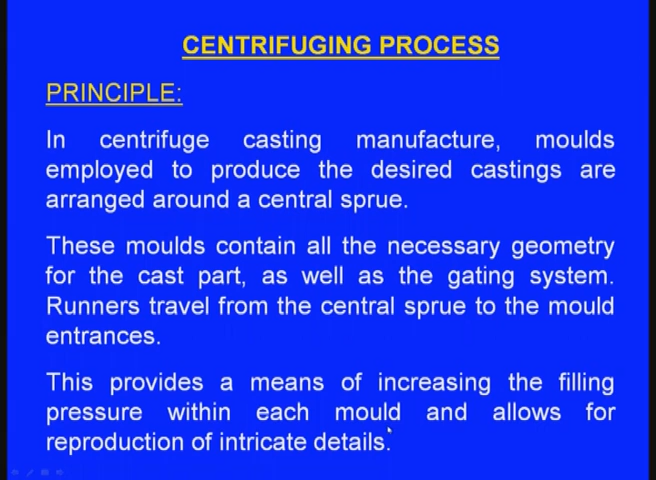 CENTRIFUGING PROCESS
PRINCIPLE:
In centrifuge casting manufacture, moulds
employed to produce the desired castings are
arranged around a central sprue.
These moulds contain all the necessary geometry
for the cast part, as well as the gating system.
Runners travel from the central sprue to the mould
entrances.
This provides a means of increasing the filling
pressure within each mould and allows for
reproduction of intricate details.